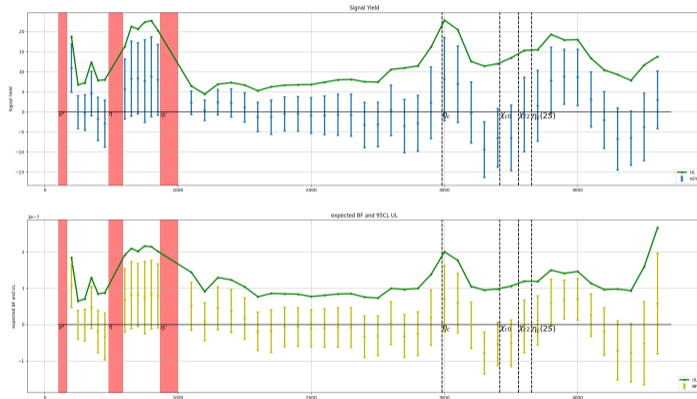 Signal Yield
Signal Yield
20
15
10
5
0
−5
−10
−15
η
η'
η_c
χ_c0
χ_c2 η_c(2S)
UL
0
1000
2000
3000
4000
1e−7
expected BF and 95CL UL
expected BF and UL
2
1
0
−1
η
η'
η_c
χ_c0
χ_c2 η_c(2S)
UL
BF
0
1000
2000
3000
4000